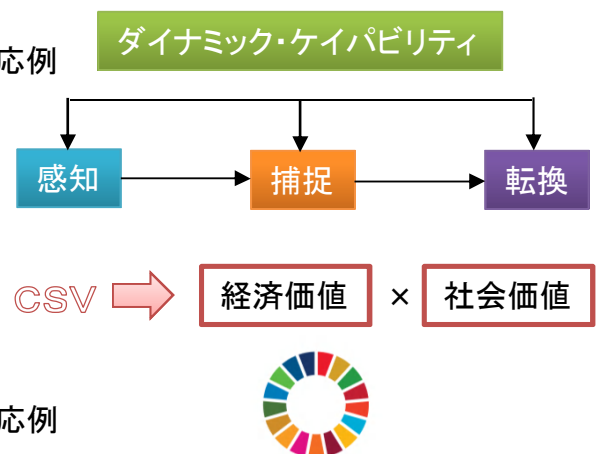 ダイナミック・ケイパビリティ
応例
感知
捕捉
転換
CSV
経済価値 × 社会価値
応例